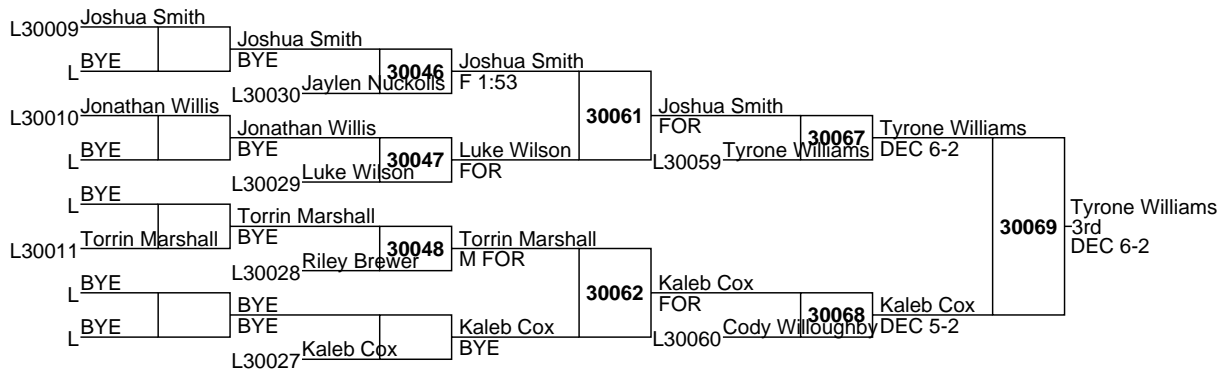 L30009 Joshua Smith
L BYE
Joshua Smith
BYE
30046
L30030 Jaylen Nuckolls
Joshua Smith
F 1:53
L30010 Jonathan Willis
L BYE
Jonathan Willis
BYE
30047
L30029 Luke Wilson
Luke Wilson
FOR
30061
Joshua Smith
FOR
L30059 Tyrone Williams
30067
Tyrone Williams
DEC 6-2
L BYE
L30011 Torrin Marshall
Torrin Marshall
BYE
30048
L30028 Riley Brewer
Torrin Marshall
M FOR
L BYE
L BYE
BYE
BYE
L30027 Kaleb Cox
Kaleb Cox
BYE
30062
Kaleb Cox
FOR
L30060 Cody Willoughby
30068
Kaleb Cox
DEC 5-2
30069
Tyrone Williams
3rd
DEC 6-2